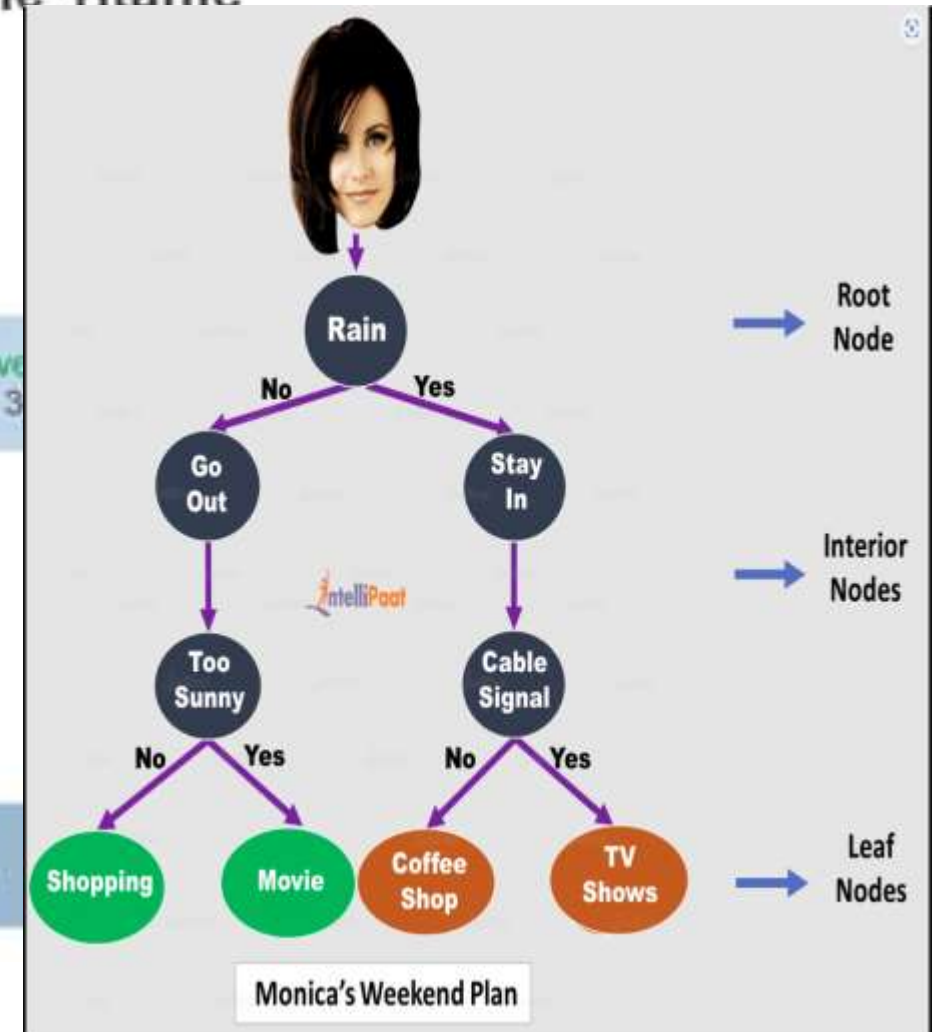 Rain
Root
Node
No
Yes
Go
Out
Stay
In
Interior
Nodes
IntelliPaat
Too
Sunny
Cable
Signal
No
Yes
No
Yes
Shopping
Movie
Coffee
Shop
TV
Shows
Leaf
Nodes
Monica's Weekend Plan